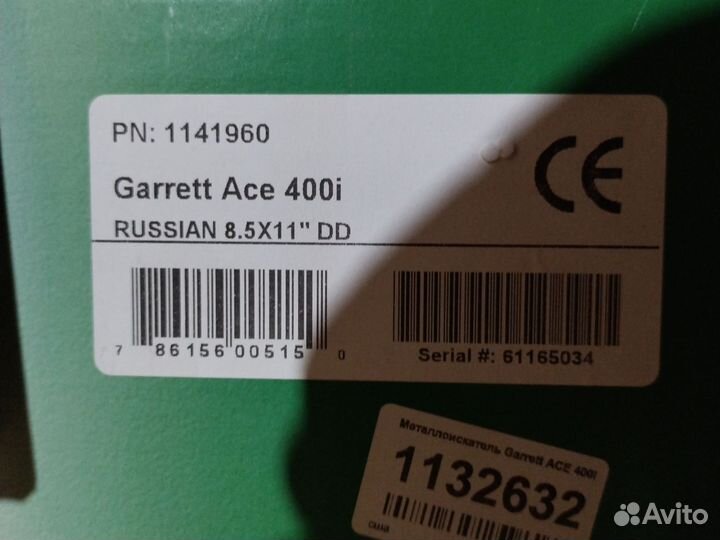 PN: 1141960
CE
Garrett Ace 400i
RUSSIAN 8.5X11" DD
7 86156 00515 0
Serial #: 61165034
Металлоискатель Garrett ACE 400i
1132632
Avito